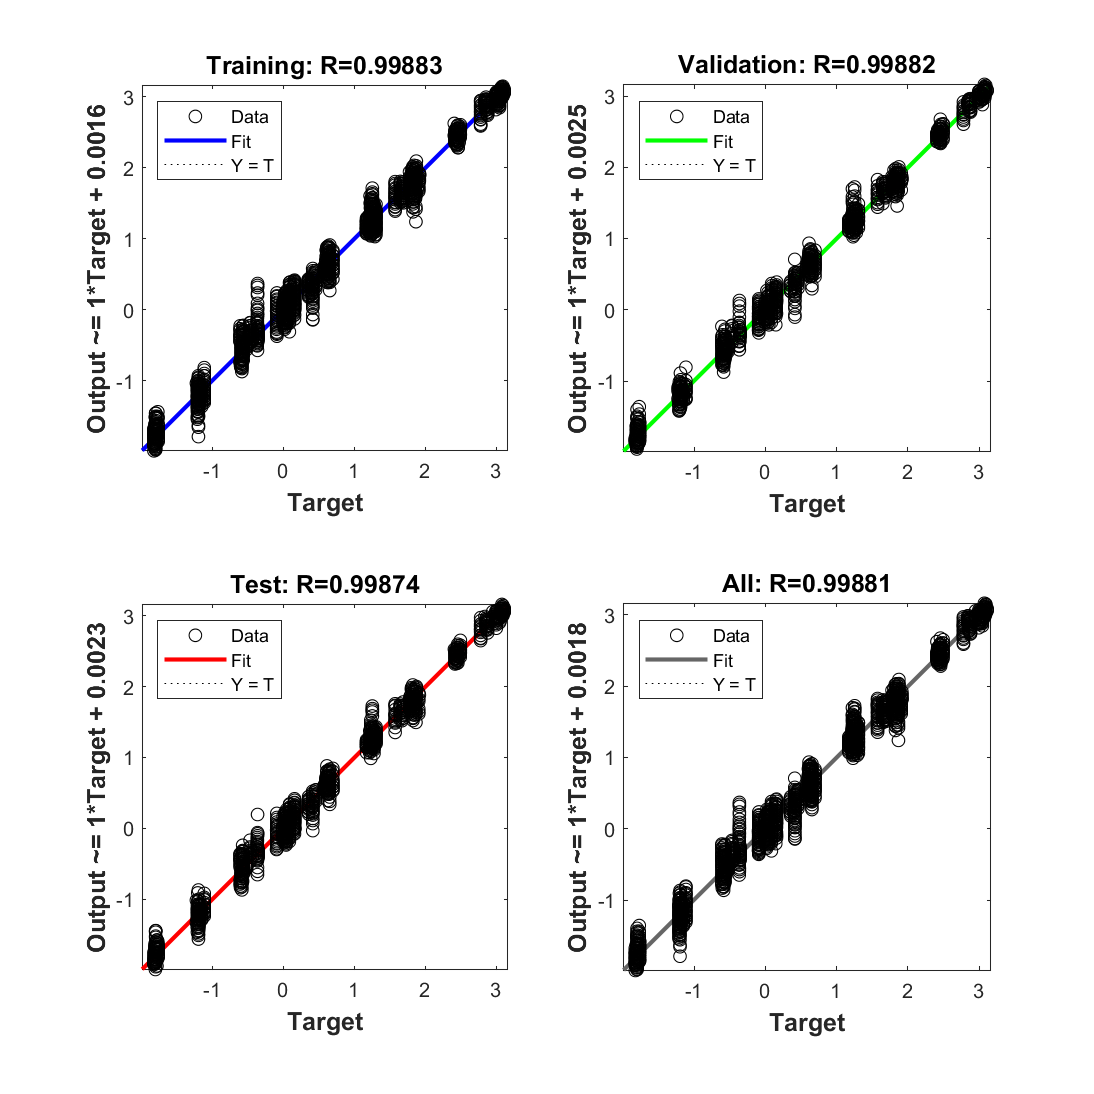 Training: R=0.99883
Output ~= 1*Target + 0.0016
Data
Fit
Y = T
3
2
1
0
-1
-1 0 1 2 3
Target
Validation: R=0.99882
Output ~= 1*Target + 0.0025
Data
Fit
Y = T
3
2
1
0
-1
-1 0 1 2 3
Target
Test: R=0.99874
Output ~= 1*Target + 0.0023
Data
Fit
Y = T
3
2
1
0
-1
-1 0 1 2 3
Target
All: R=0.99881
Output ~= 1*Target + 0.0018
Data
Fit
Y = T
3
2
1
0
-1
-1 0 1 2 3
Target